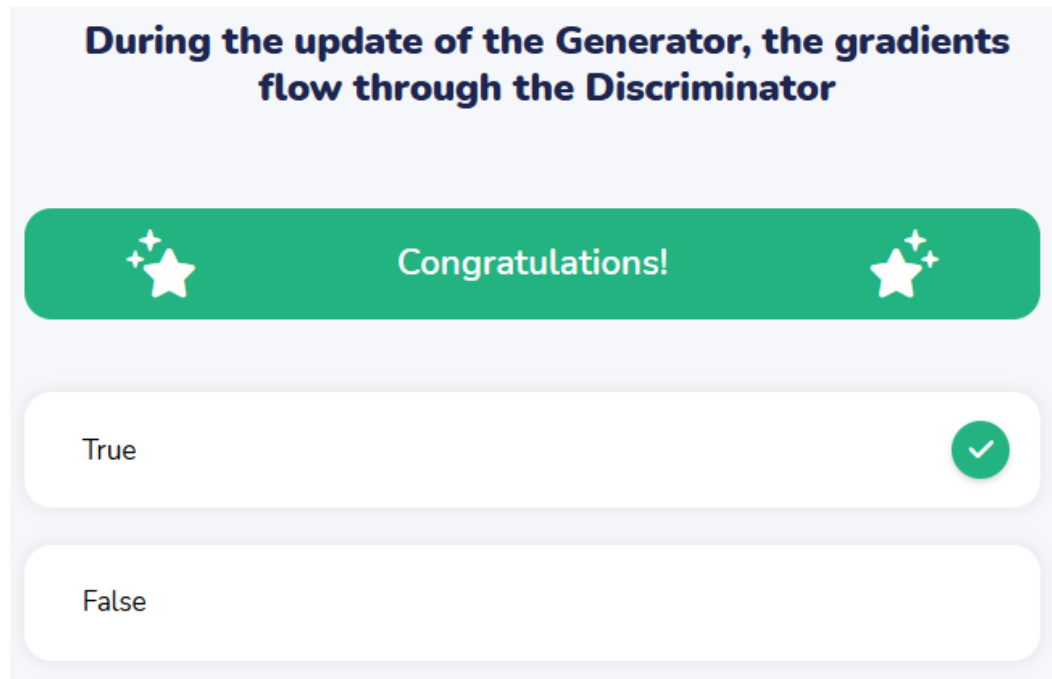 During the update of the Generator, the gradients
flow through the Discriminator
Congratulations!
True
False